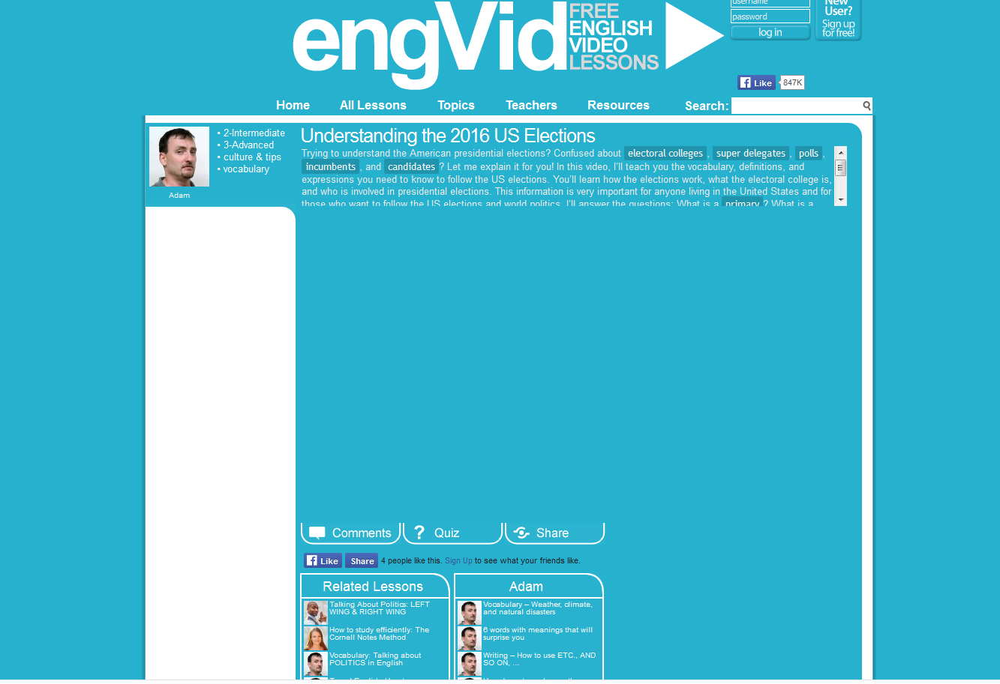 engVid
FREE
ENGLISH
VIDEO
LESSONS
username
password
log in
New
User?
Sign up
for free!
Like
847K
Home
All Lessons
Topics
Teachers
Resources
Search:
Adam
• 2-Intermediate
• 3-Advanced
• culture & tips
• vocabulary
Understanding the 2016 US Elections
Trying to understand the American presidential elections? Confused about electoral colleges, super delegates, polls,
incumbents, and candidates? Let me explain it for you! In this video, I'll teach you the vocabulary, definitions, and
expressions you need to know to follow the US elections. You'll learn how the elections work, what the electoral college is,
and who is involved in presidential elections. This information is very important for anyone living in the United States and for
those who want to follow the US elections and world politics. I'll answer the questions: What is a primary? What is a
Comments
Quiz
Share
Like
Share
4 people like this. Sign Up to see what your friends like.
Related Lessons
Talking About Politics: LEFT
WING & RIGHT WING
How to study efficiently: The
Cornell Notes Method
Vocabulary: Talking about
POLITICS in English
Adam
Vocabulary – Weather, climate,
and natural disasters
6 words with meanings that will
surprise you
Writing – How to use ETC., AND
SO ON, ...